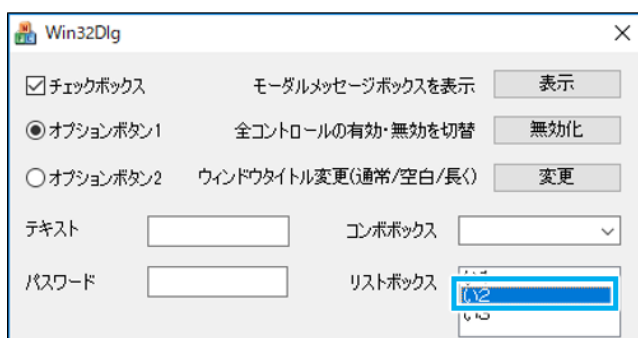 Win32Dlg
チェックボックス
モーダルメッセージボックスを表示
表示
オプションボタン1
全コントロールの有効・無効を切替
無効化
オプションボタン2
ウィンドウタイトル変更(通常/空白/長く)
変更
テキスト
コンボボックス
パスワード
リストボックス
い2